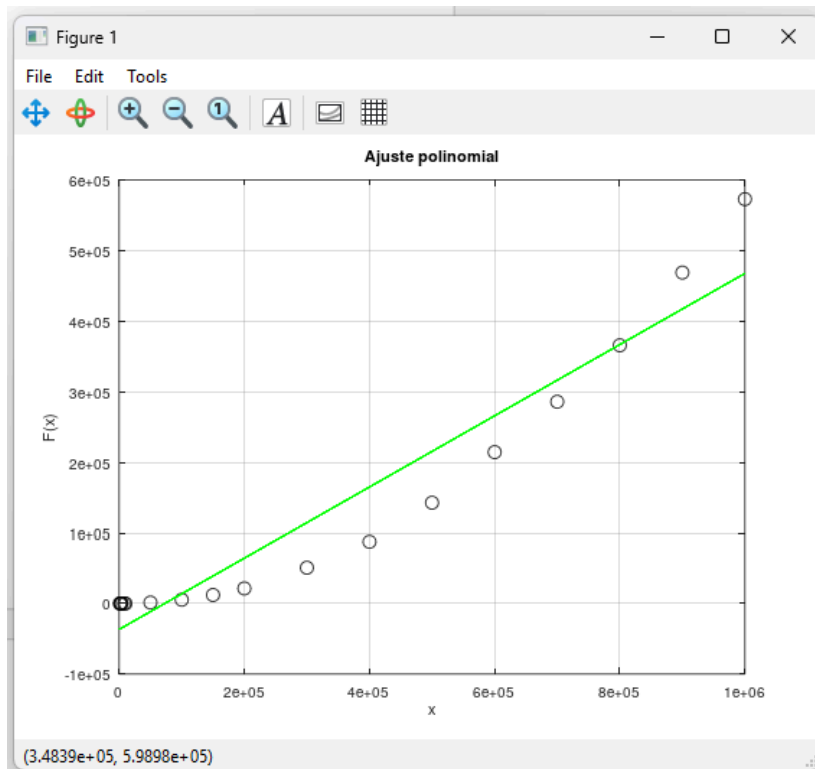 Figure 1
File Edit Tools
A
Ajuste polinomial
6e+05
5e+05
4e+05
3e+05
2e+05
1e+05
0
-1e+05
F(x)
0 2e+05 4e+05 6e+05 8e+05 1e+06
x
(3.4839e+05, 5.9898e+05)